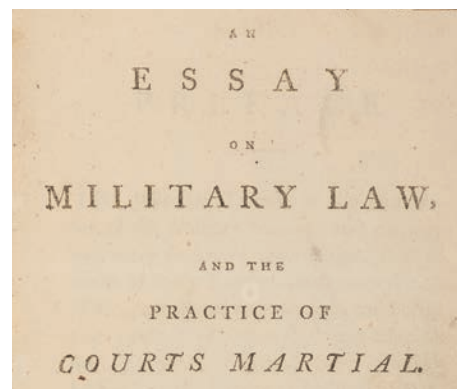 AN
ESSAY
ON
MILITARY LAW,
AND THE
PRACTICE OF
COURTS MARTIAL.